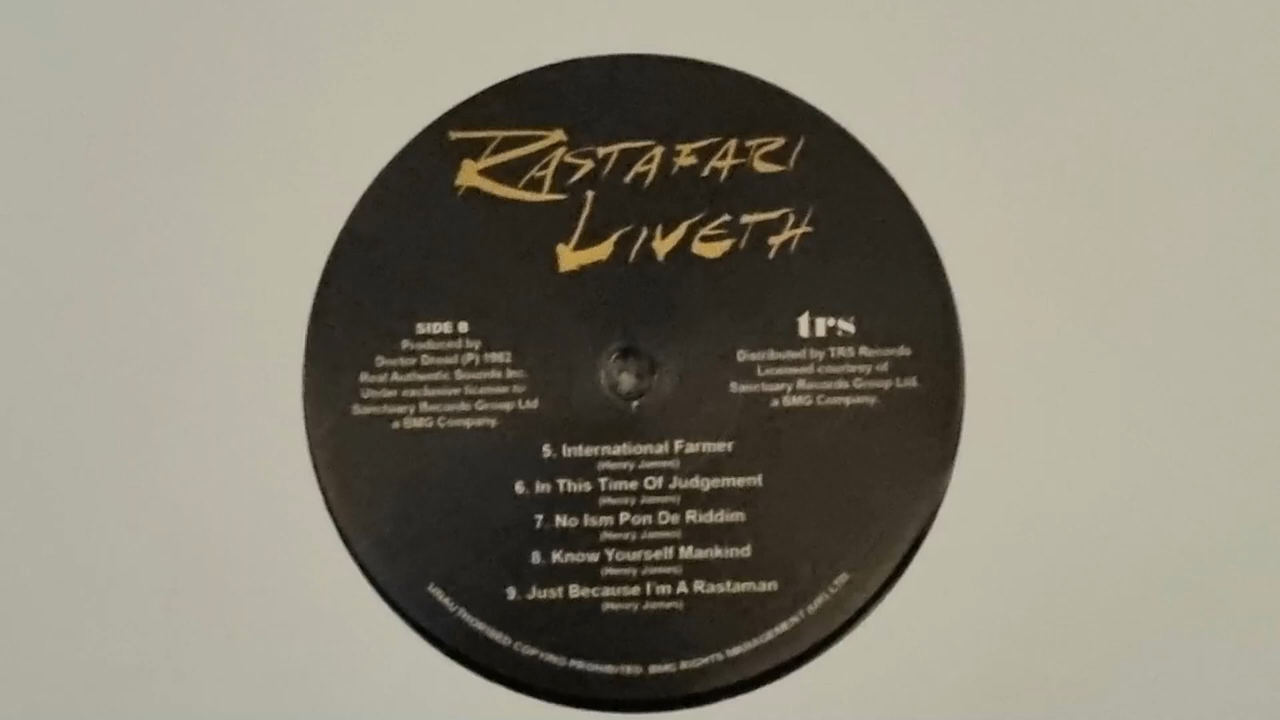 RASTAFARI
LIVETH
SIDE B
Produced by
Doctor Dread (P) 1982
Real Authentic Sounds Inc.
Under exclusive license to
Sanctuary Records Group Ltd
a BMG Company.
trs
Distributed by TRS Records
Licensed courtesy of
Sanctuary Records Group Ltd.
a BMG Company.
5. International Farmer
(Henry James)
6. In This Time Of Judgement
(Henry James)
7. No Ism Pon De Riddim
(Henry James)
8. Know Yourself Mankind
(Henry James)
9. Just Because I'm A Rastaman
(Henry James)
UNAUTHORISED COPYING PROHIBITED. BMG RIGHTS MANAGEMENT (UK) LTD.